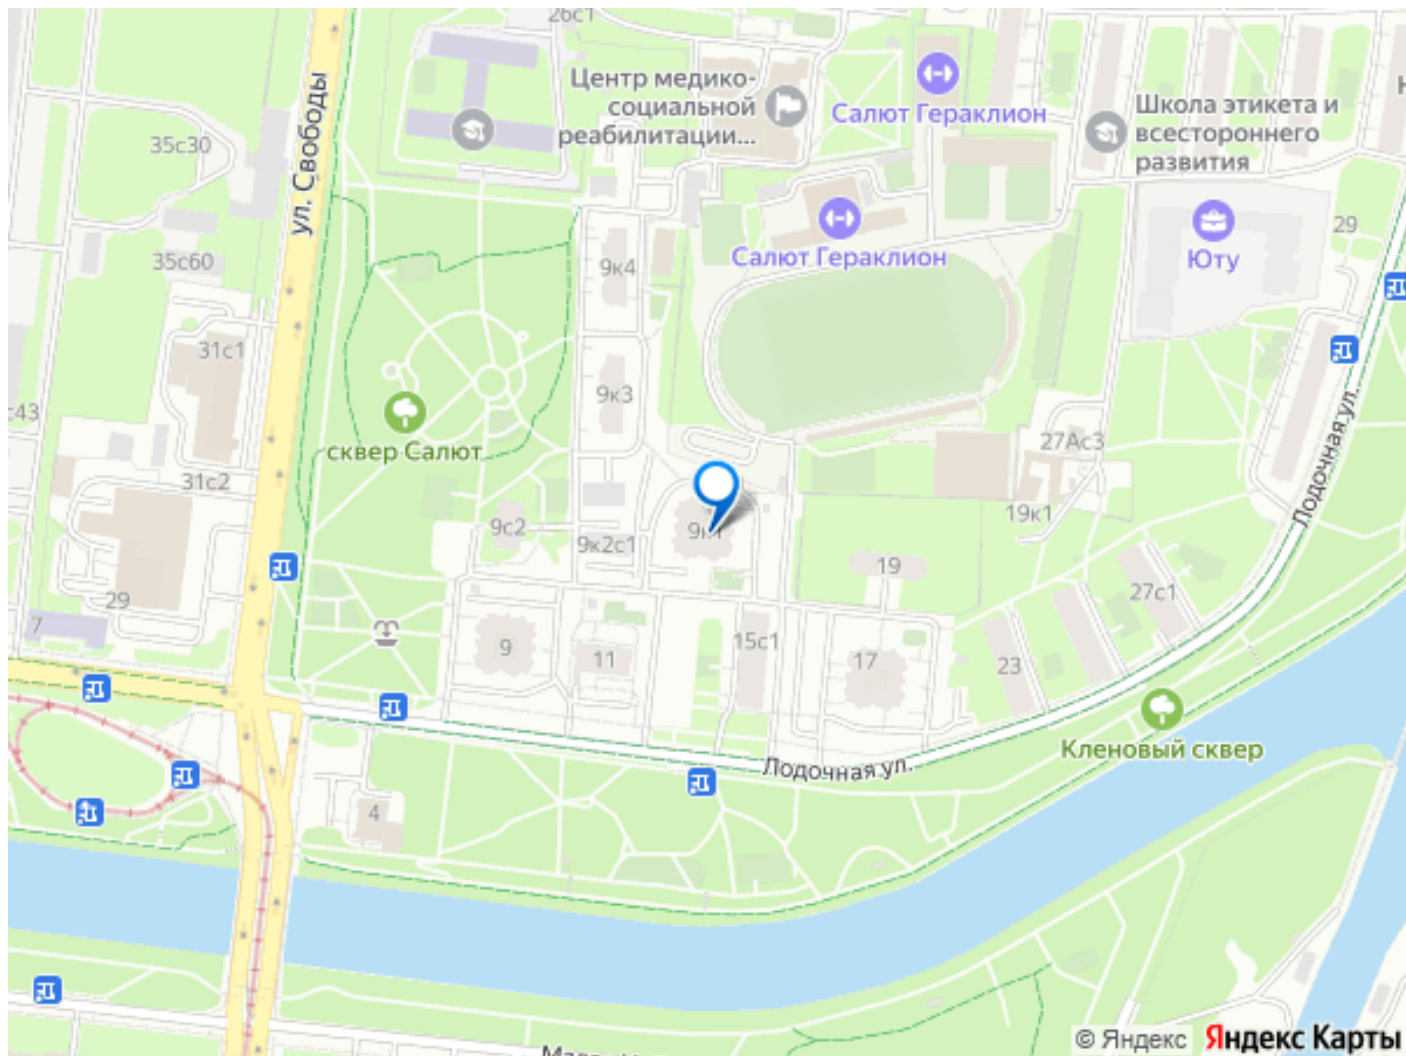 26с1
ул. Свободы
Центр медико-
социальной
реабилитации...
Салют Гераклион
Школа этикета и
всестороннего
развития
35с30
35с60
Салют Гераклион
Юту
29
9к4
31с1
9к3
с43
сквер Салют
31с2
27Ас3
Лодочная ул.
19к1
9с2
9к2с1
9к1
19
29
7
27с1
9
11
15с1
17
23
Кленовый сквер
Лодочная ул.
4
© Яндекс Яндекс Карты